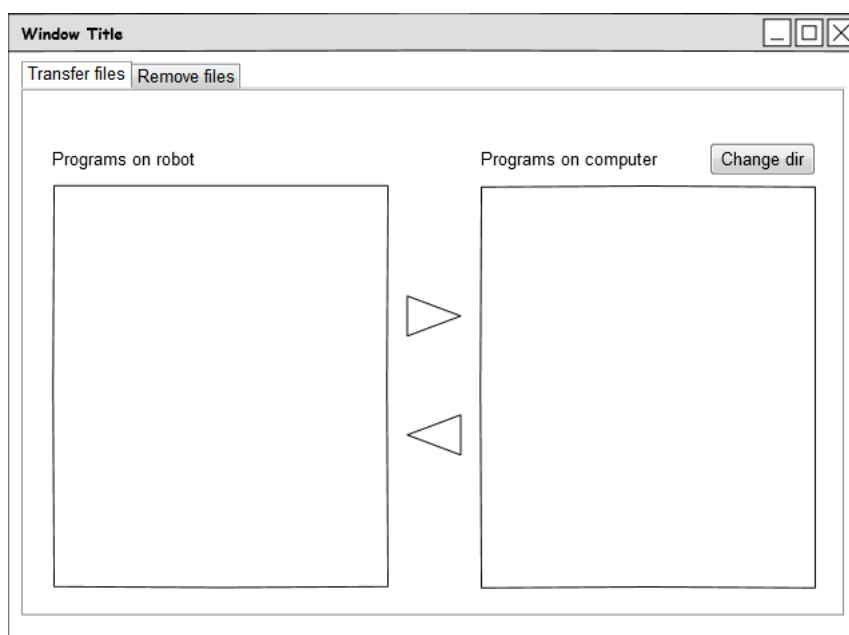 Window Title
Transfer files
Remove files
Programs on robot
Programs on computer
Change dir